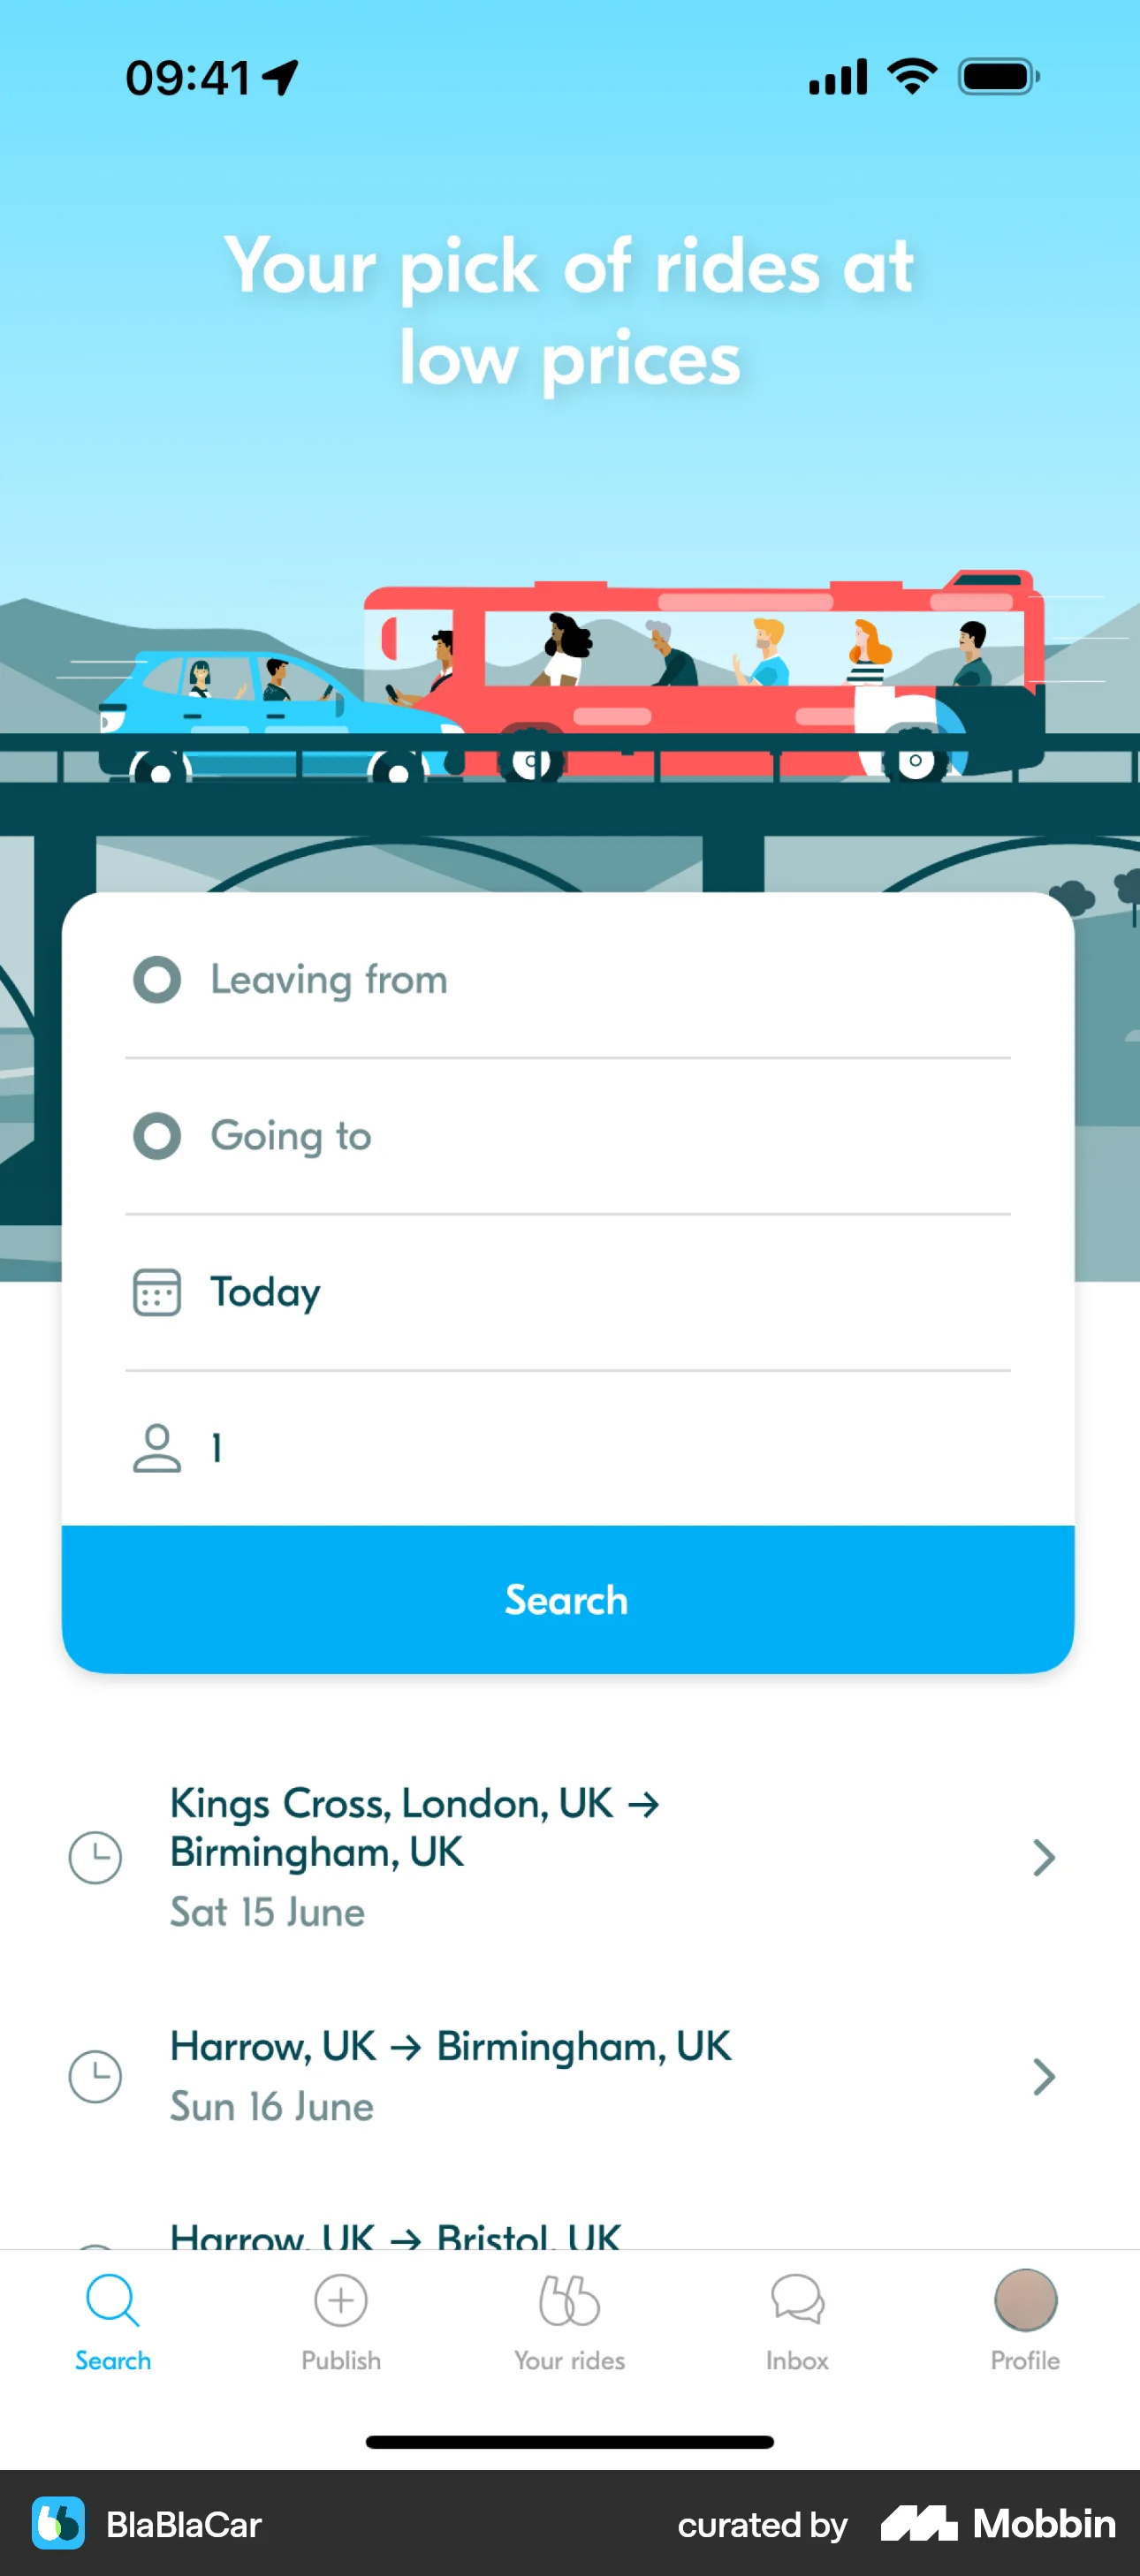 09:41
Your pick of rides at
low prices
Leaving from
Going to
Today
1
Search
Kings Cross, London, UK →
Birmingham, UK
Sat 15 June
Harrow, UK → Birmingham, UK
Sun 16 June
Harrow, UK → Bristol, UK
Search
Publish
Your rides
Inbox
Profile
BlaBlaCar
curated by Mobbin